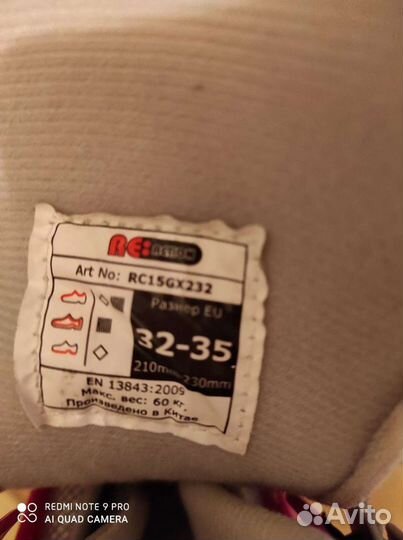 RE:ACTION
Art No: RC15GX232
Размер EU
32-35
210mm-230mm
EN 13843:2009
Макс. вес: 60 кг.
Произведено в Китае
REDMI NOTE 9 PRO
AI QUAD CAMERA
Avito